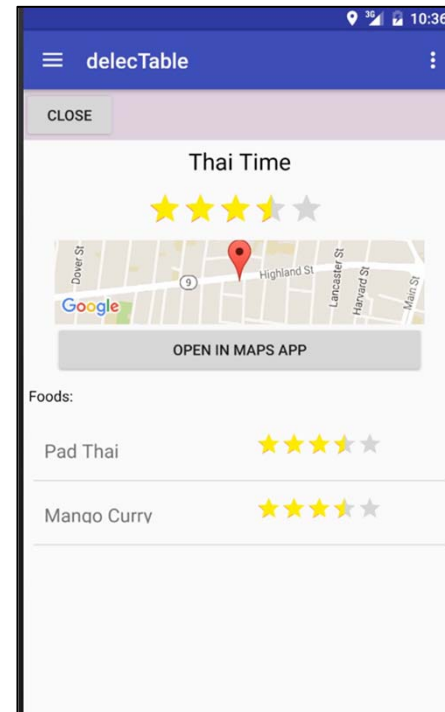 3G 10:36
delecTable
CLOSE
Thai Time
Dover St
9
Highland St
Lancaster St
Harvard St
Main St
Google
OPEN IN MAPS APP
Foods:
Pad Thai
Mango Curry